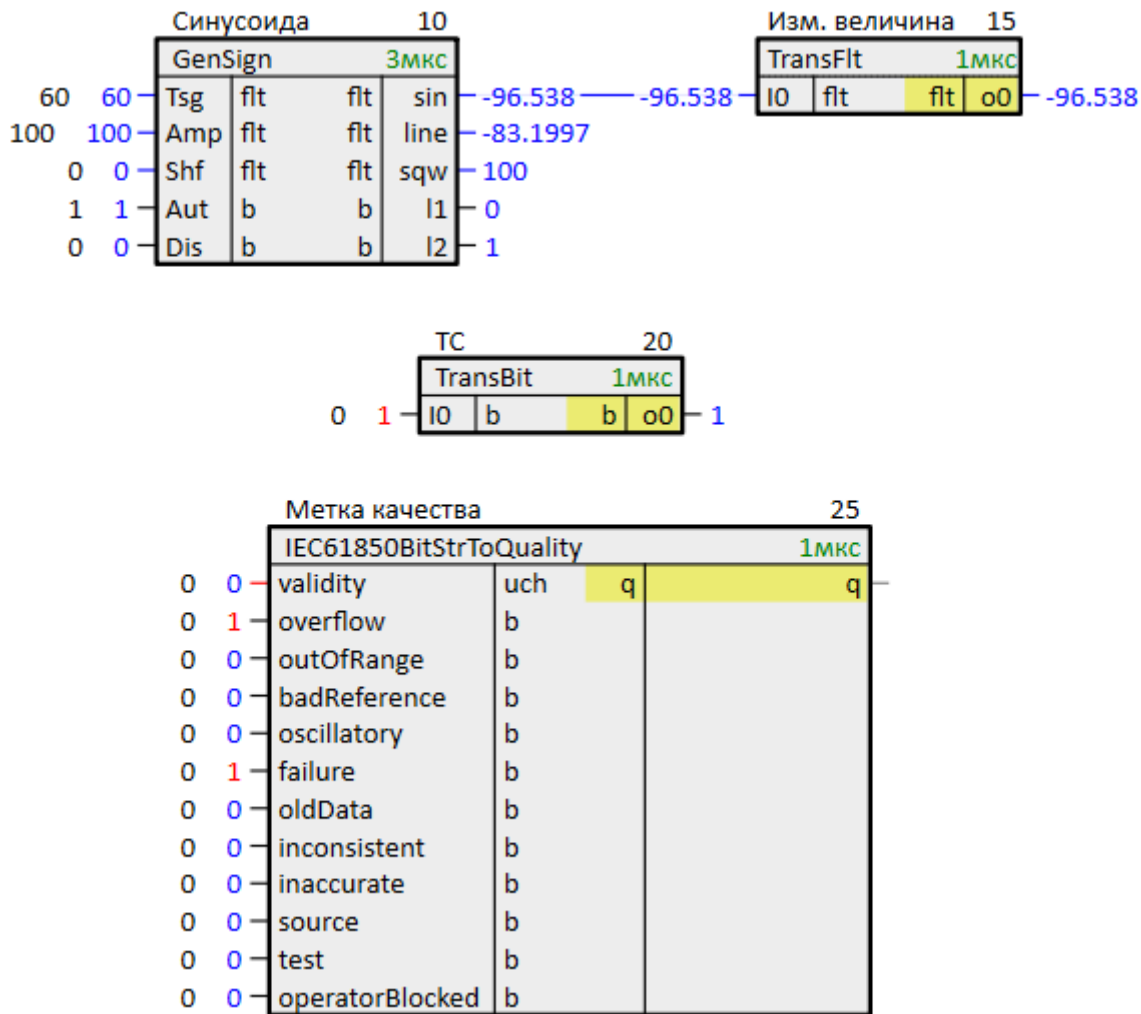 Синусоида 10 Изм. величина 15
GenSign 3мкс TransFlt 1мкс
60 60 Tsg flt flt sin -96.538 -96.538 I0 flt flt o0 -96.538
100 100 Amp flt flt line -83.1997
0 0 Shf flt flt sqw 100
1 1 Aut b b l1 0
0 0 Dis b b l2 1
ТС 20
TransBit 1мкс
0 1 I0 b b o0 1
Метка качества 25
IEC61850BitStrToQuality 1мкс
0 0 validity uch q q
0 1 overflow b
0 0 outOfRange b
0 0 badReference b
0 0 oscillatory b
0 1 failure b
0 0 oldData b
0 0 inconsistent b
0 0 inaccurate b
0 0 source b
0 0 test b
0 0 operatorBlocked b